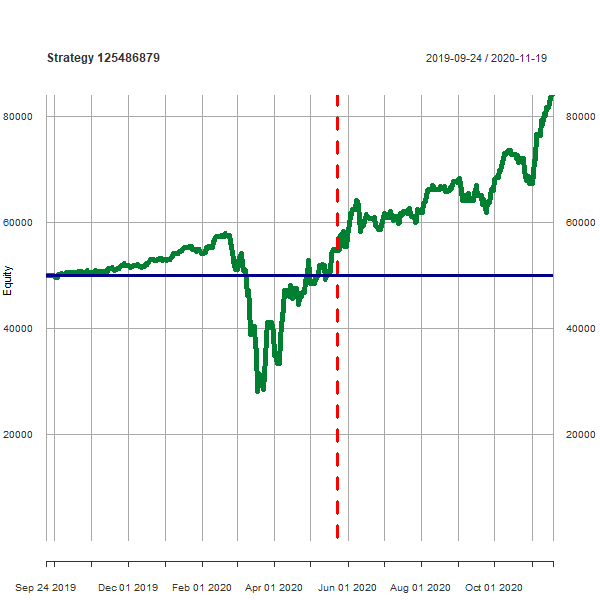 Strategy 125486879
2019-09-24 / 2020-11-19
80000
80000
60000
60000
Equity
40000
40000
20000
20000
Sep 24 2019
Dec 01 2019
Feb 01 2020
Apr 01 2020
Jun 01 2020
Aug 01 2020
Oct 01 2020